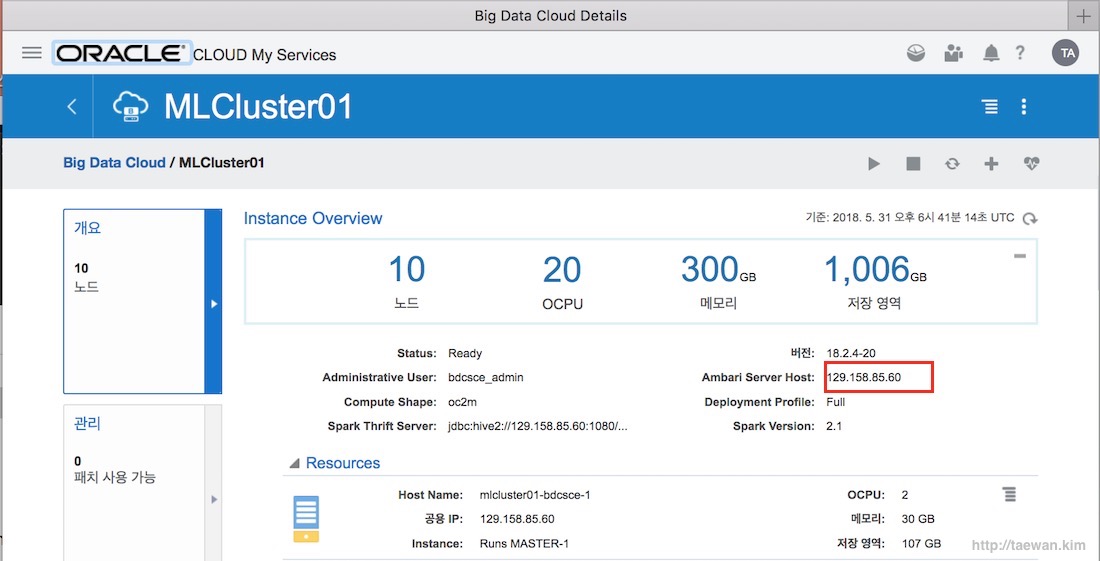 Big Data Cloud Details
ORACLE® CLOUD My Services
TA
MLCluster01
Big Data Cloud / MLCluster01
개요
10
노드
관리
0
패치 사용 가능
Instance Overview
기준: 2018. 5. 31 오후 6시 41분 14초 UTC
10 20 300GB 1,006GB
노드 OCPU 메모리 저장 영역
Status: Ready 버전: 18.2.4-20
Administrative User: bdcsce_admin Ambari Server Host: 129.158.85.60
Compute Shape: oc2m Deployment Profile: Full
Spark Thrift Server: jdbc:hive2://129.158.85.60:1080/... Spark Version: 2.1
Resources
Host Name: mlcluster01-bdcsce-1 OCPU: 2
공용 IP: 129.158.85.60 메모리: 30 GB
Instance: Runs MASTER-1 저장 영역: 107 GB
http://taewan.kim